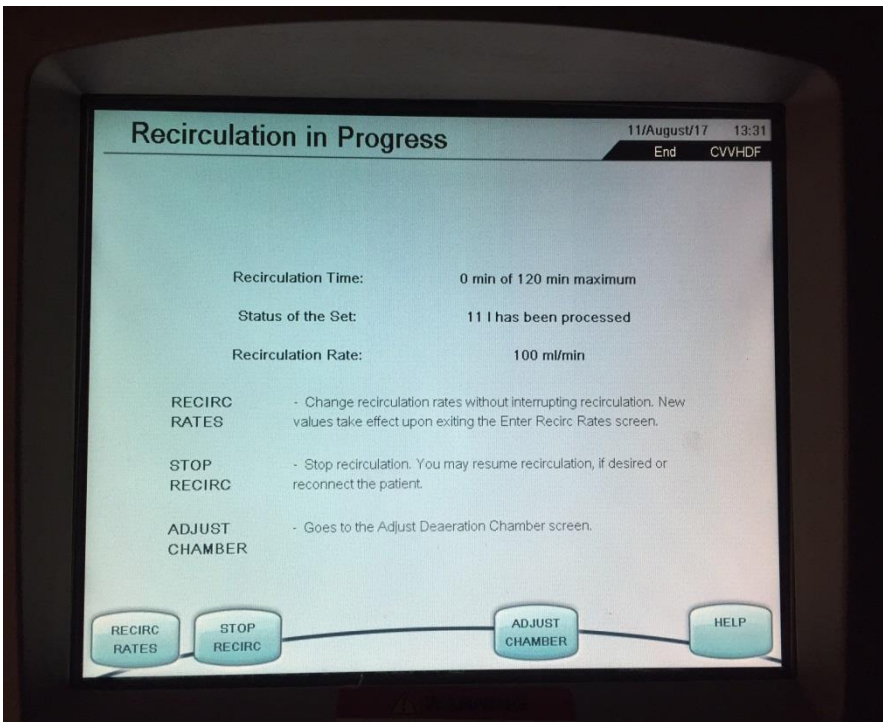 Recirculation in Progress
11/August/17 13:31
End CVVHDF
Recirculation Time: 0 min of 120 min maximum
Status of the Set: 11 l has been processed
Recirculation Rate: 100 ml/min
RECIRC - Change recirculation rates without interrupting recirculation. New
RATES values take effect upon exiting the Enter Recirc Rates screen.
STOP - Stop recirculation. You may resume recirculation, if desired or
RECIRC reconnect the patient.
ADJUST - Goes to the Adjust Deaeration Chamber screen.
CHAMBER
RECIRC
RATES
STOP
RECIRC
ADJUST
CHAMBER
HELP